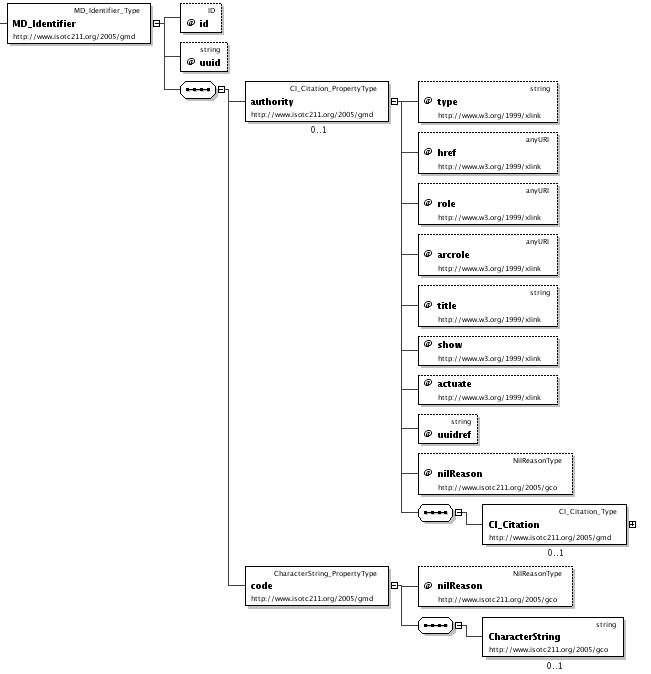 MD_Identifier_Type
MD_Identifier
http://www.isotc211.org/2005/gmd
ID
@ id
string
@ uuid
CI_Citation_PropertyType
authority
http://www.isotc211.org/2005/gmd
0..1
string
@ type
http://www.w3.org/1999/xlink
anyURI
@ href
http://www.w3.org/1999/xlink
anyURI
@ role
http://www.w3.org/1999/xlink
anyURI
@ arcrole
http://www.w3.org/1999/xlink
string
@ title
http://www.w3.org/1999/xlink
@ show
http://www.w3.org/1999/xlink
@ actuate
http://www.w3.org/1999/xlink
string
@ uuidref
NilReasonType
@ nilReason
http://www.isotc211.org/2005/gco
CI_Citation_Type
CI_Citation
http://www.isotc211.org/2005/gmd
0..1
CharacterString_PropertyType
code
http://www.isotc211.org/2005/gmd
NilReasonType
@ nilReason
http://www.isotc211.org/2005/gco
string
CharacterString
http://www.isotc211.org/2005/gco
0..1